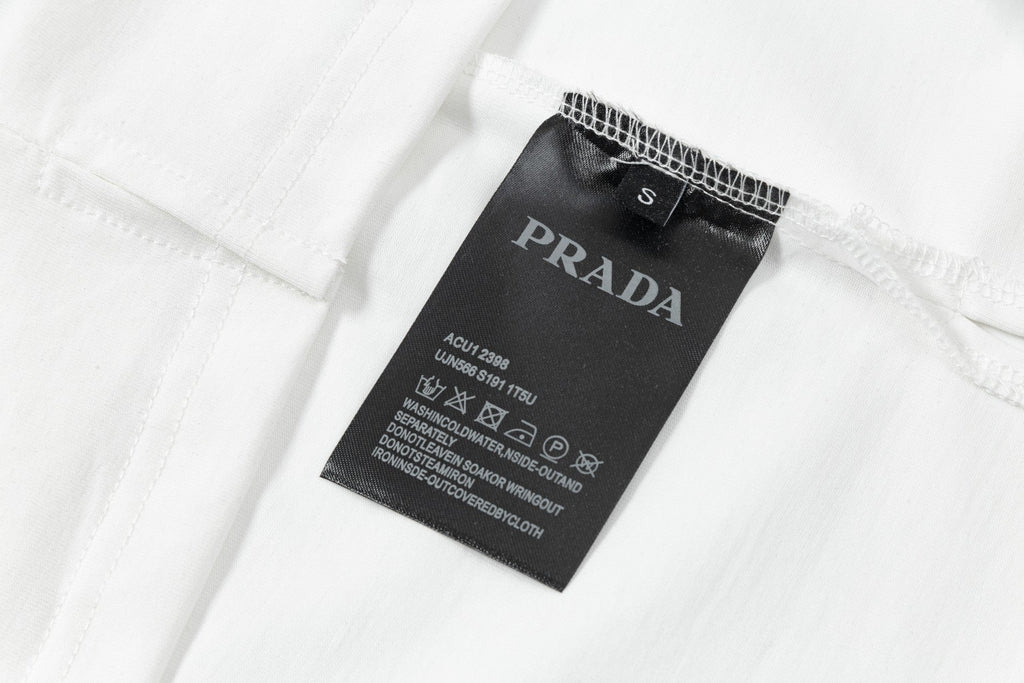 S
PRADA
ACU1 2398
UJN566 S191 1T5U
P
WASHINCOLDWATER,NSIDE-OUTAND
SEPARATELY
DONOTLEAVEIN SOAKOR WRINGOUT
DONOTSTEAMIRON
IRONINSDE-OUTCOVEREDBYCLOTH